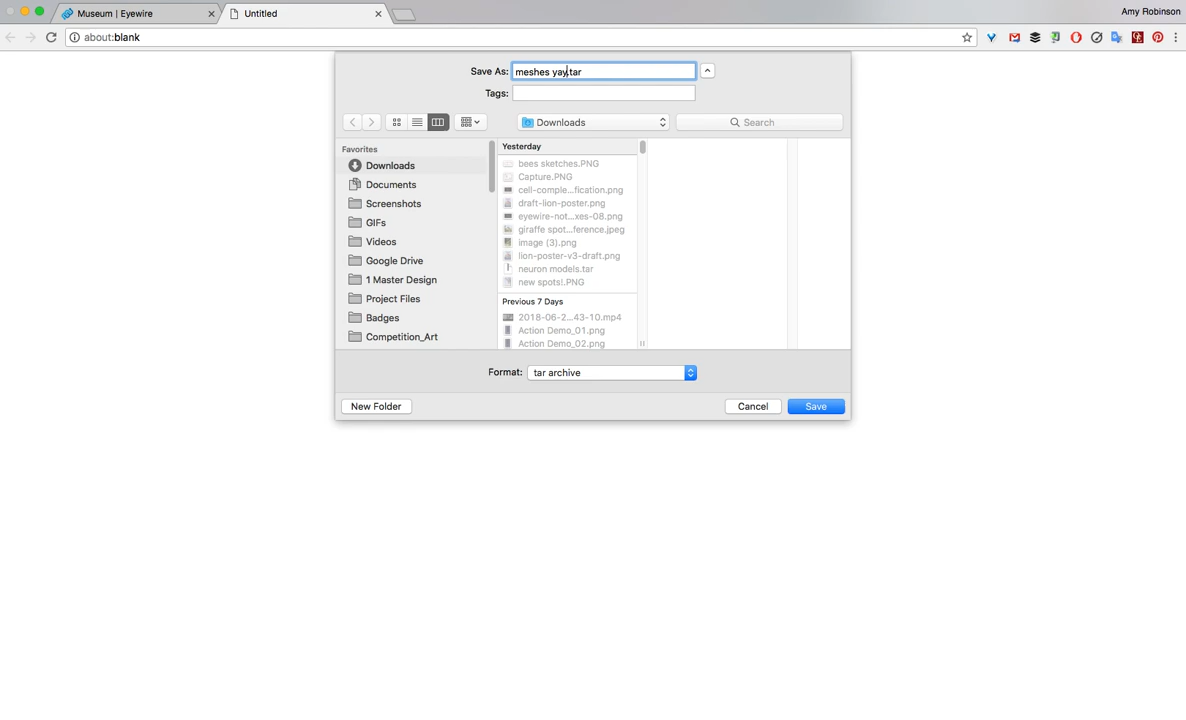 Museum | Eyewire
Untitled
Amy Robinson
about:blank
Save As: meshes yay.tar
Tags:
Downloads
Search
Favorites
Downloads
Documents
Screenshots
GIFs
Videos
Google Drive
1 Master Design
Project Files
Badges
Competition_Art
Yesterday
bees sketches.PNG
Capture.PNG
cell-comple...fication.png
draft-lion-poster.png
eyewire-not...xes-08.png
giraffe spot...ference.jpeg
image (3).png
lion-poster-v3-draft.png
neuron models.tar
new spots!.PNG
Previous 7 Days
2018-06-2...43-10.mp4
Action Demo_01.png
Action Demo_02.png
Format: tar archive
New Folder
Cancel
Save